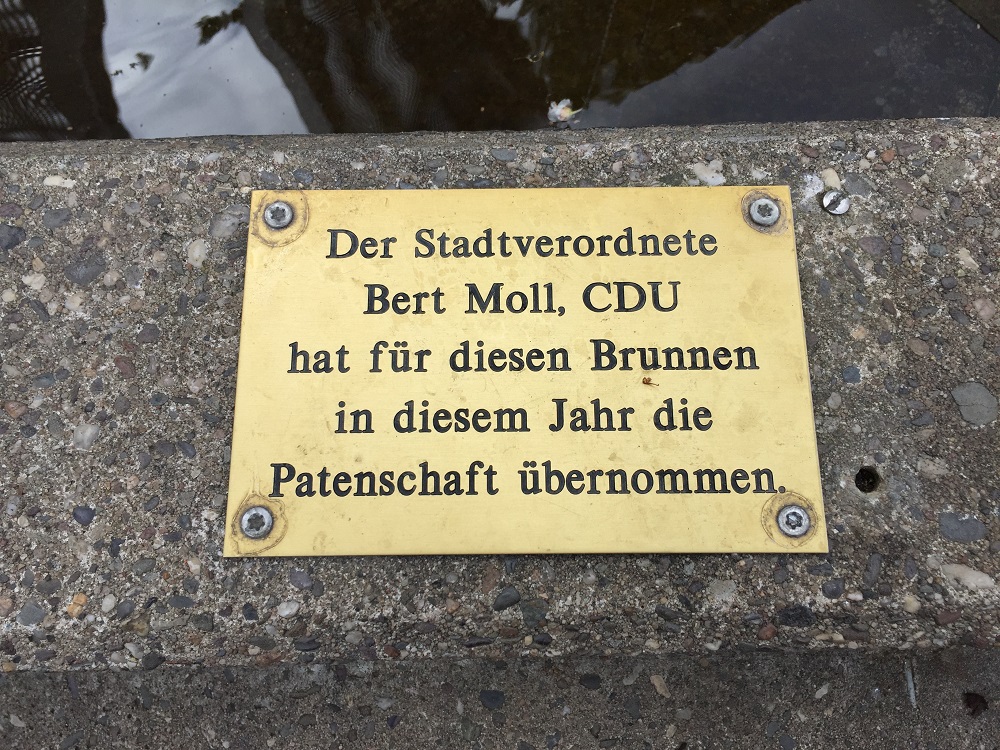 Der Stadtverordnete
Bert Moll, CDU
hat für diesen Brunnen
in diesem Jahr die
Patenschaft übernommen.